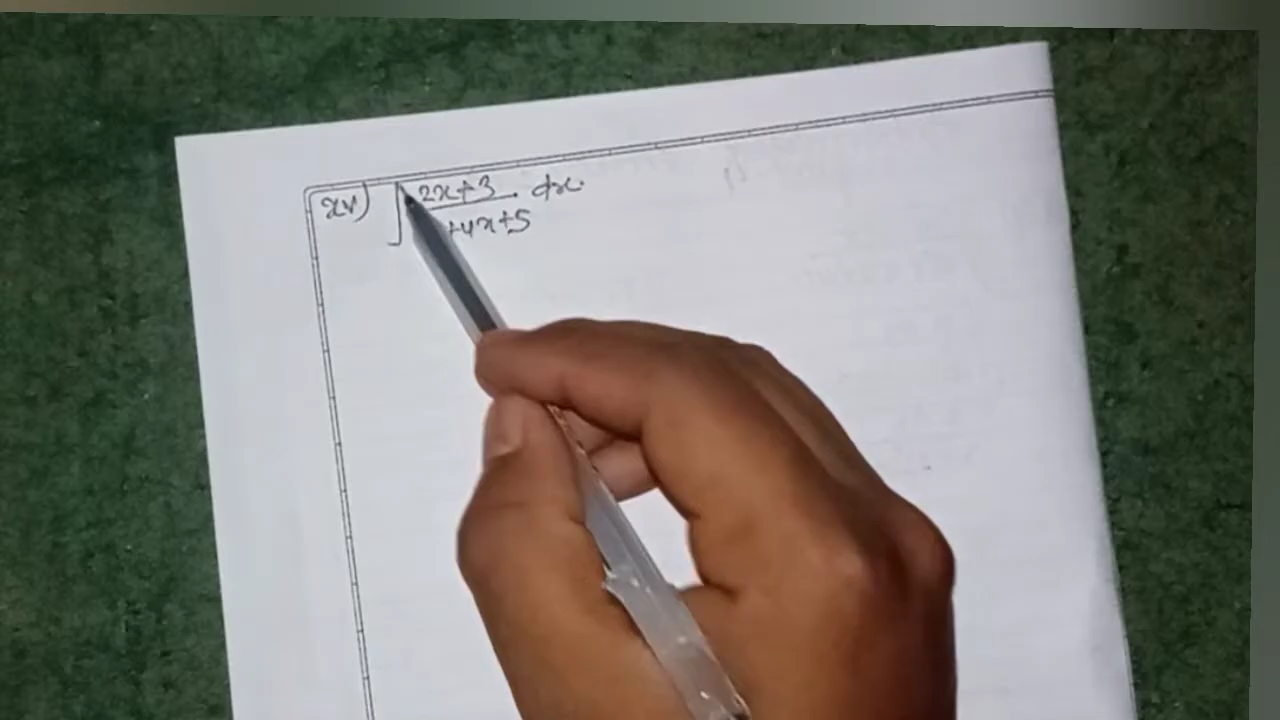 xv) ∫ 2x+3 . dx.
+4x+5